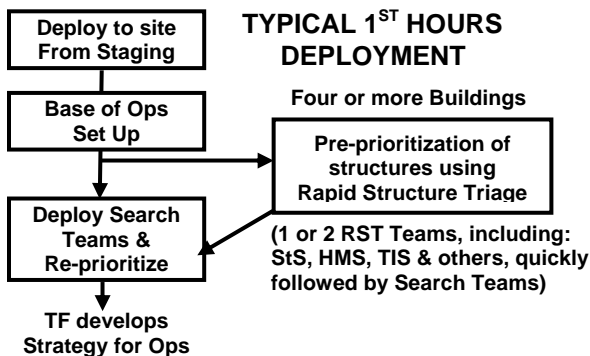 Deploy to site
From Staging
TYPICAL 1ST HOURS
DEPLOYMENT
Base of Ops
Set Up
Four or more Buildings
Pre-prioritization of
structures using
Rapid Structure Triage
Deploy Search
Teams &
Re-prioritize
(1 or 2 RST Teams, including:
StS, HMS, TIS & others, quickly
followed by Search Teams)
TF develops
Strategy for Ops